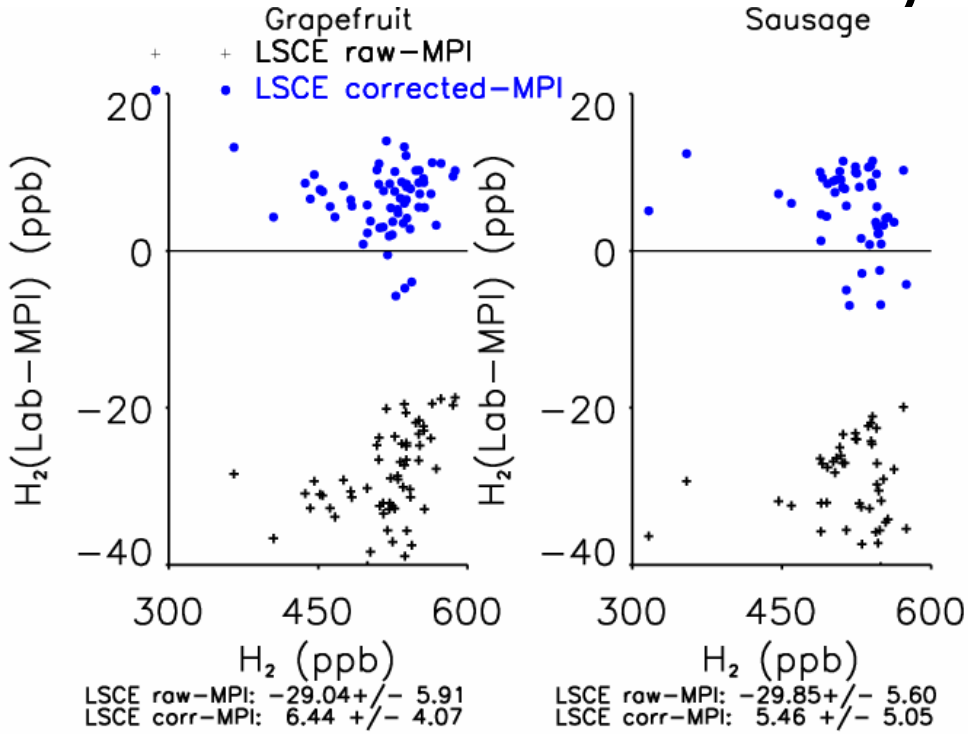 Grapefruit
Sausage
LSCE raw-MPI
LSCE corrected-MPI
H₂(Lab-MPI) (ppb)
20
0
-20
-40
300 450 600
H₂ (ppb)
LSCE raw-MPI: -29.04+/- 5.91
LSCE corr-MPI: 6.44 +/- 4.07
H₂(Lab-MPI) (ppb)
20
0
-20
-40
300 450 600
H₂ (ppb)
LSCE raw-MPI: -29.85+/- 5.60
LSCE corr-MPI: 5.46 +/- 5.05